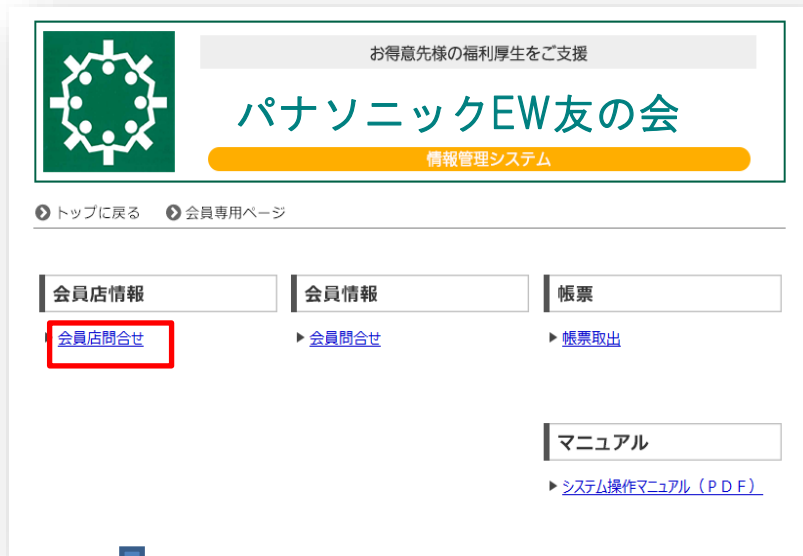 お得意先様の福利厚生をご支援
パナソニックEW友の会
情報管理システム
トップに戻る 会員専用ページ
会員店情報 会員情報 帳票
会員店問合せ 会員問合せ 帳票取出
マニュアル
システム操作マニュアル（ＰＤＦ）